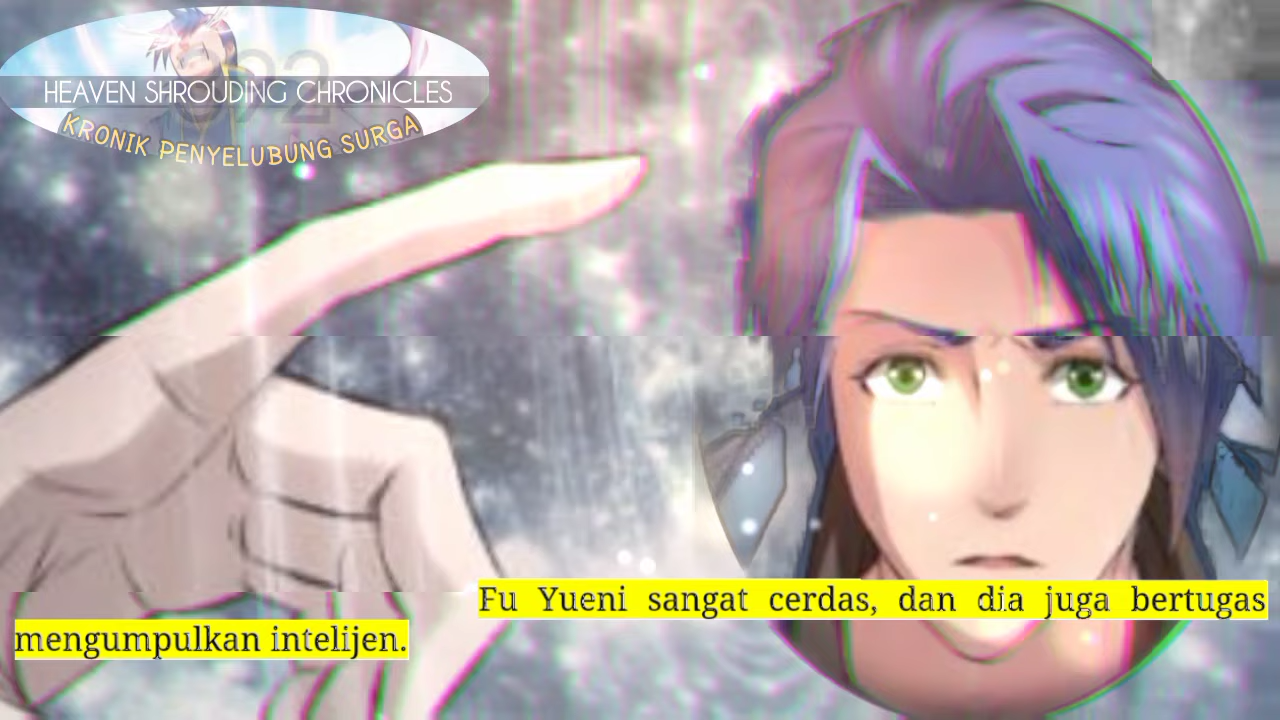 HEAVEN SHROUDING CHRONICLES
KRONIK PENYELUBUNG SURGA
Fu Yueni sangat cerdas, dan dia juga bertugas
mengumpulkan intelijen.